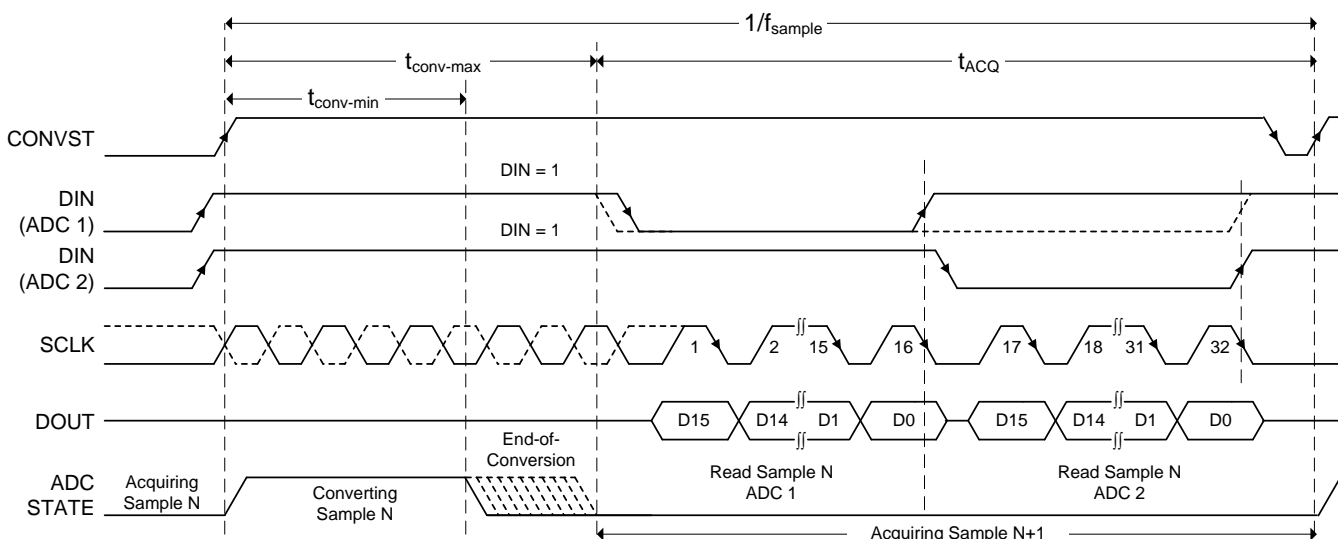 1/fsample
tconv-max
tACQ
tconv-min
CONVST
DIN = 1
DIN
(ADC 1)
DIN = 1
DIN
(ADC 2)
SCLK
1
2
15
16
17
18
31
32
DOUT
D15
D14
D1
D0
D15
D14
D1
D0
ADC
STATE
Acquiring
Sample N
Converting
Sample N
End-of-
Conversion
Read Sample N
ADC 1
Read Sample N
ADC 2
Acquiring Sample N+1